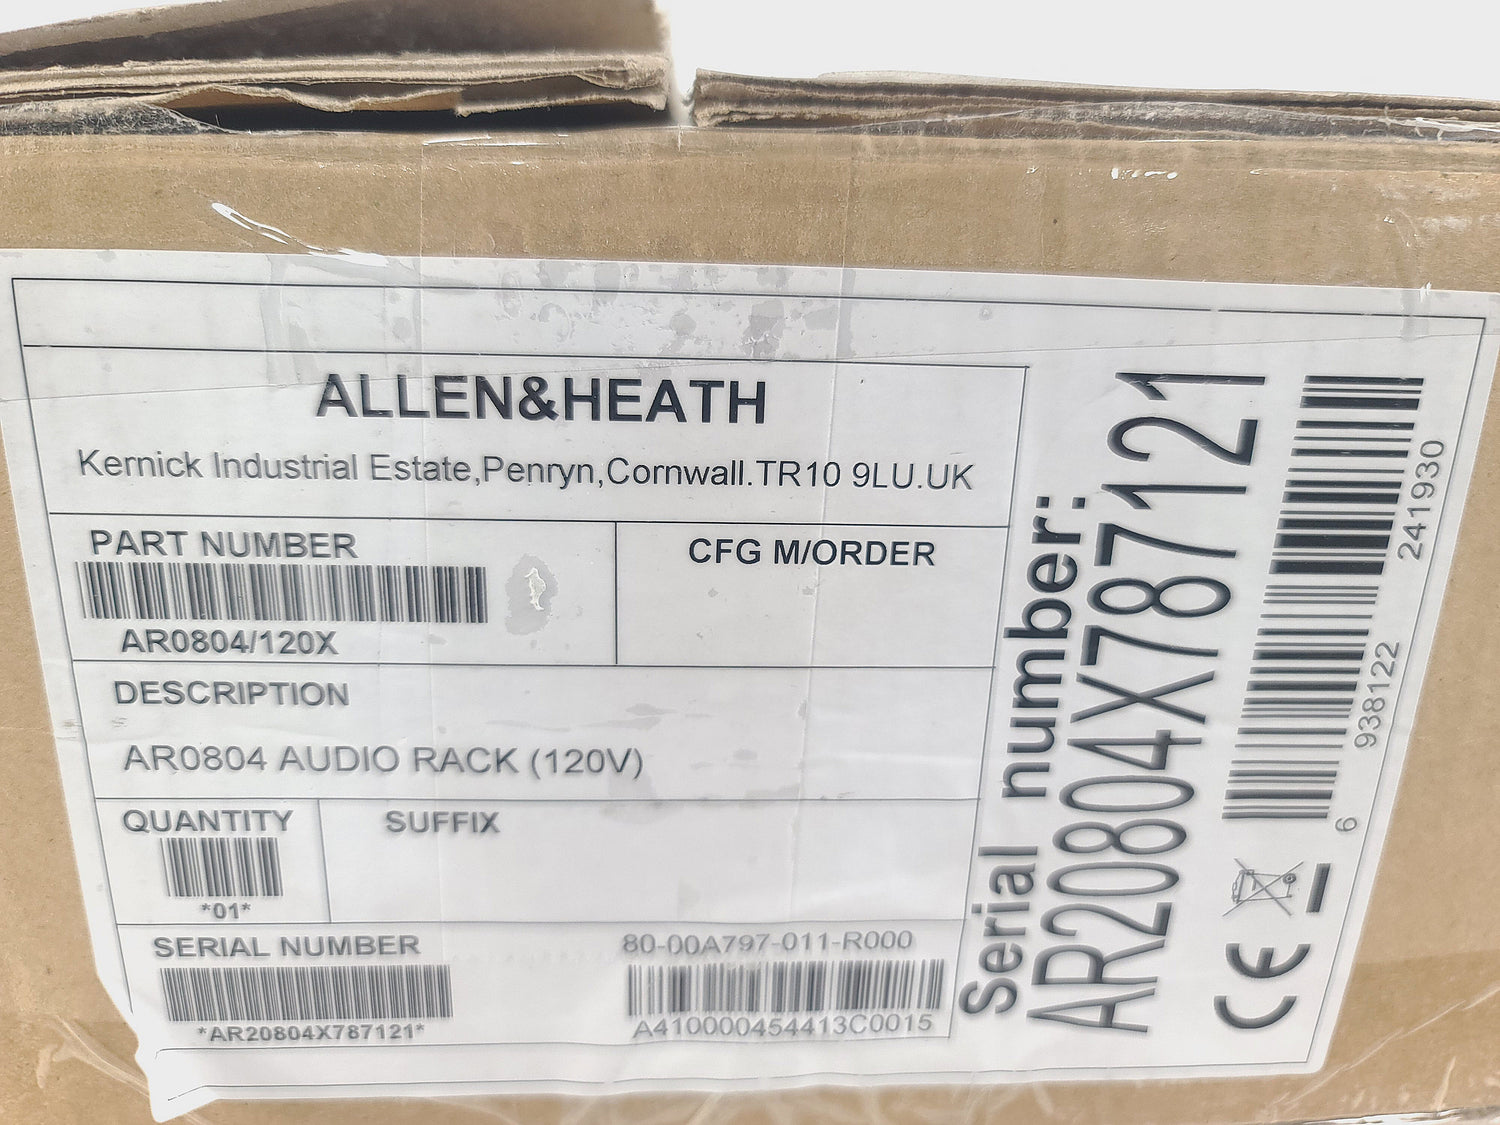 ALLEN&HEATH
Kernick Industrial Estate,Penryn,Cornwall.TR10 9LU.UK
PART NUMBER
AR0804/120X
CFG M/ORDER
DESCRIPTION
AR0804 AUDIO RACK (120V)
QUANTITY
*01*
SUFFIX
SERIAL NUMBER
*AR20804X787121*
80-00A797-011-R000
A410000454413C0015
Serial number:
AR20804X787121
6 938122 241930
CE